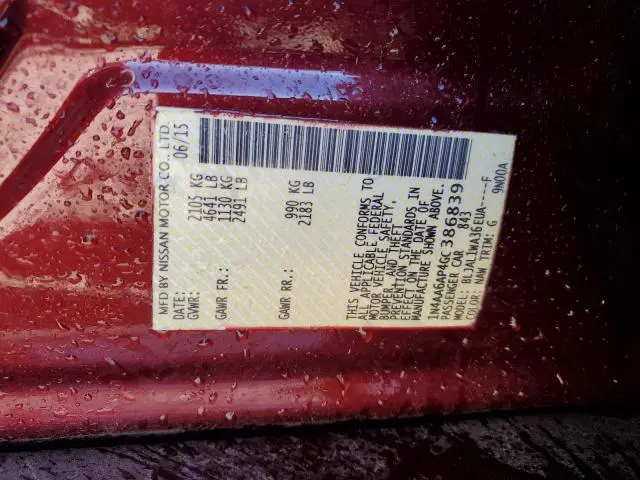 MFD BY NISSAN MOTOR CO., LTD.
DATE: 06/15
GVWR: 2105 KG
4641 LB
GAWR FR: 1130 KG
2491 LB
GAWR RR: 990 KG
2183 LB
THIS VEHICLE CONFORMS TO
ALL APPLICABLE FEDERAL
MOTOR VEHICLE SAFETY,
BUMPER AND THEFT
PREVENTION STANDARDS IN
EFFECT ON THE DATE OF
MANUFACTURE SHOWN ABOVE.
1N4AA6AP4GC386839
PASSENGER CAR 843
MODEL: BLJALIWA36EUA-----F
COLOR: NAW TRIM: G 9N00A